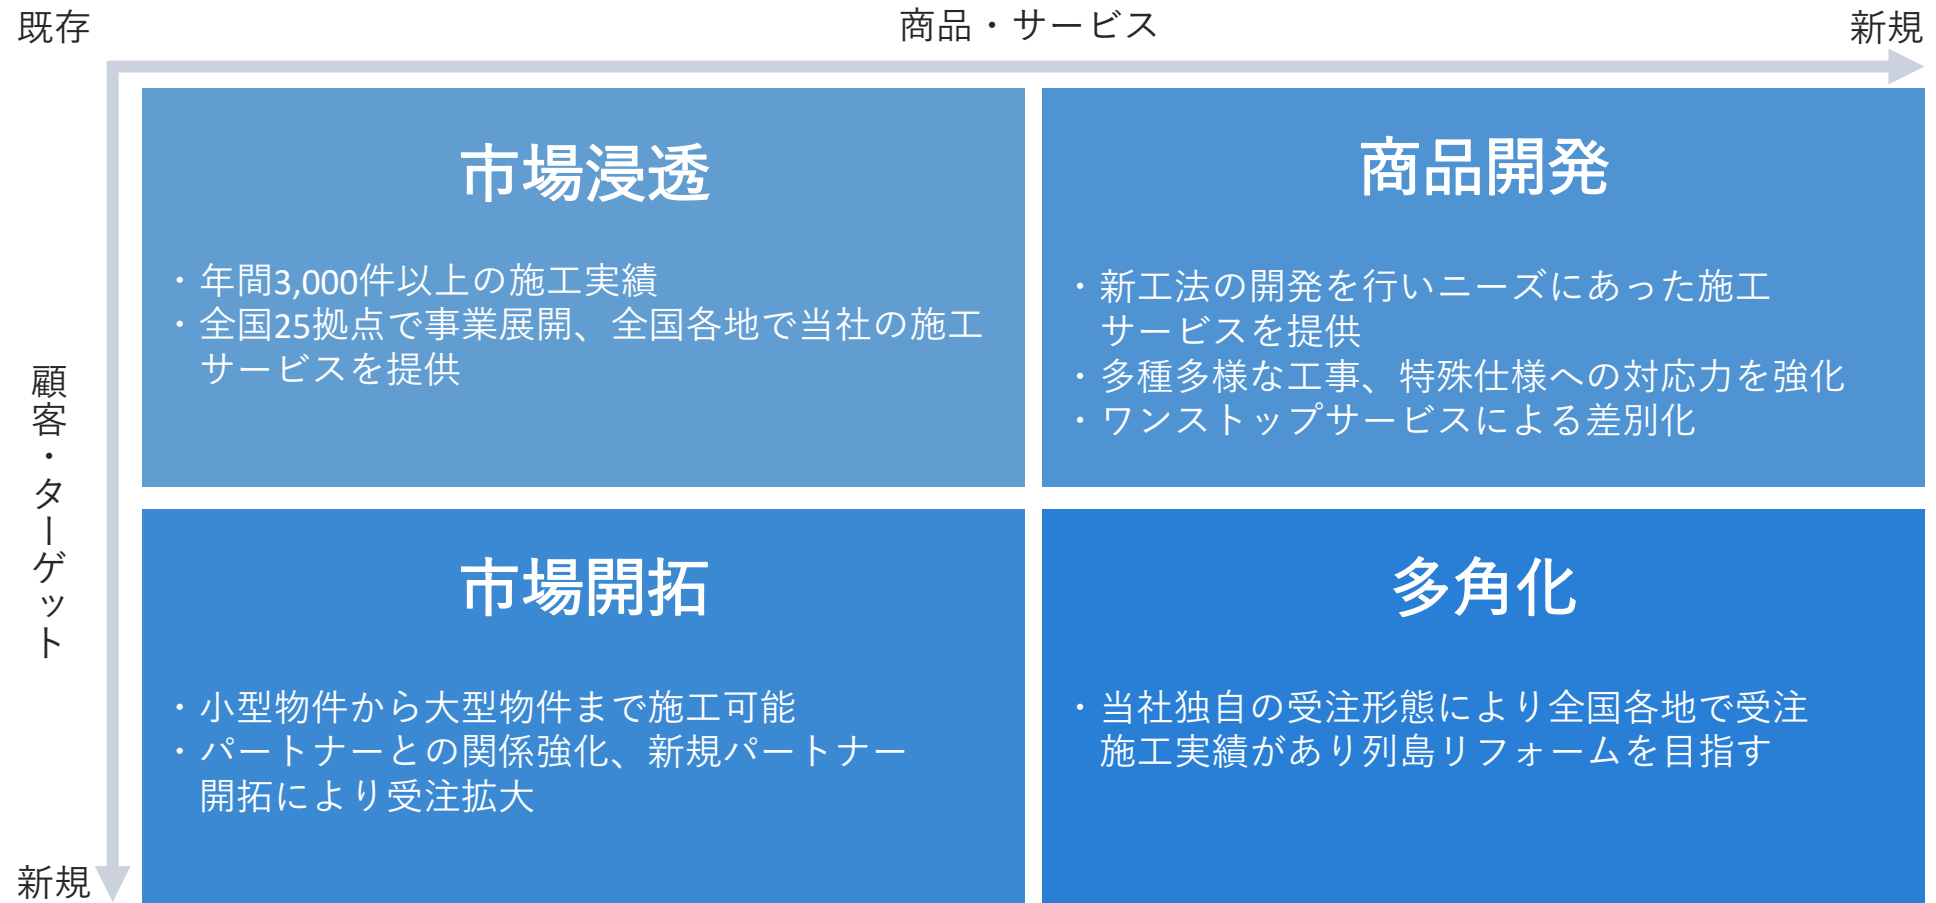 既存
商品・サービス
新規
市場浸透
・年間3,000件以上の施工実績
・全国25拠点で事業展開、全国各地で当社の施工
サービスを提供
商品開発
・新工法の開発を行いニーズにあった施工
サービスを提供
・多種多様な工事、特殊仕様への対応力を強化
・ワンストップサービスによる差別化
顧客・ターゲット
市場開拓
・小型物件から大型物件まで施工可能
・パートナーとの関係強化、新規パートナー
開拓により受注拡大
多角化
・当社独自の受注形態により全国各地で受注
施工実績があり列島リフォームを目指す
新規